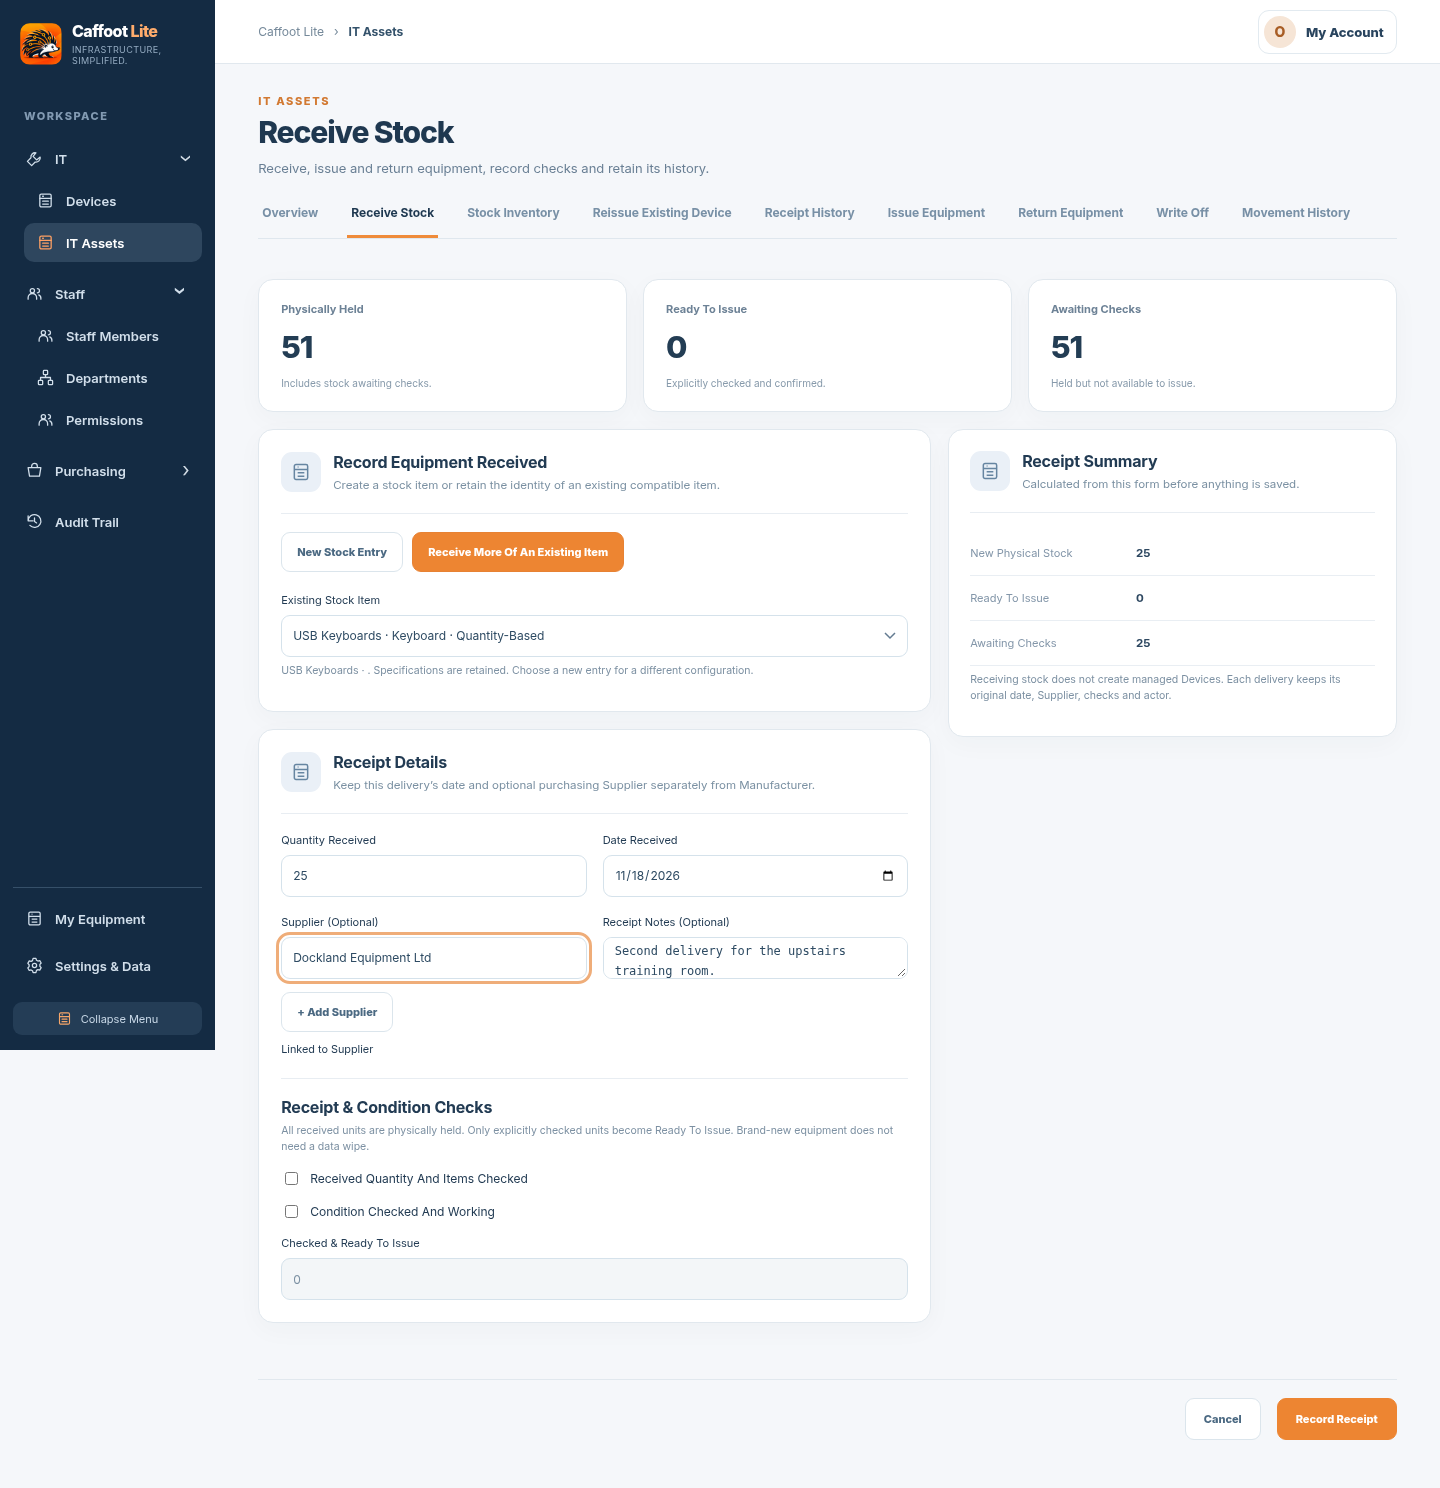 Caffoot Lite
INFRASTRUCTURE,
SIMPLIFIED.
WORKSPACE
IT
Devices
IT Assets
Staff
Staff Members
Departments
Permissions
Purchasing
Audit Trail
My Equipment
Settings & Data
Collapse Menu
Caffoot Lite › IT Assets
O My Account
IT ASSETS
Receive Stock
Receive, issue and return equipment, record checks and retain its history.
Overview Receive Stock Stock Inventory Reissue Existing Device Receipt History Issue Equipment Return Equipment Write Off Movement History
Physically Held
51
Includes stock awaiting checks.
Ready To Issue
0
Explicitly checked and confirmed.
Awaiting Checks
51
Held but not available to issue.
Record Equipment Received
Create a stock item or retain the identity of an existing compatible item.
New Stock Entry Receive More Of An Existing Item
Existing Stock Item
USB Keyboards · Keyboard · Quantity-Based
USB Keyboards · . Specifications are retained. Choose a new entry for a different configuration.
Receipt Summary
Calculated from this form before anything is saved.
New Physical Stock 25
Ready To Issue 0
Awaiting Checks 25
Receiving stock does not create managed Devices. Each delivery keeps its
original date, Supplier, checks and actor.
Receipt Details
Keep this delivery's date and optional purchasing Supplier separately from Manufacturer.
Quantity Received
25
Date Received
11/18/2026
Supplier (Optional)
Dockland Equipment Ltd
Receipt Notes (Optional)
Second delivery for the upstairs
training room.
+ Add Supplier
Linked to Supplier
Receipt & Condition Checks
All received units are physically held. Only explicitly checked units become Ready To Issue. Brand-new equipment does not
need a data wipe.
Received Quantity And Items Checked
Condition Checked And Working
Checked & Ready To Issue
0
Cancel Record Receipt